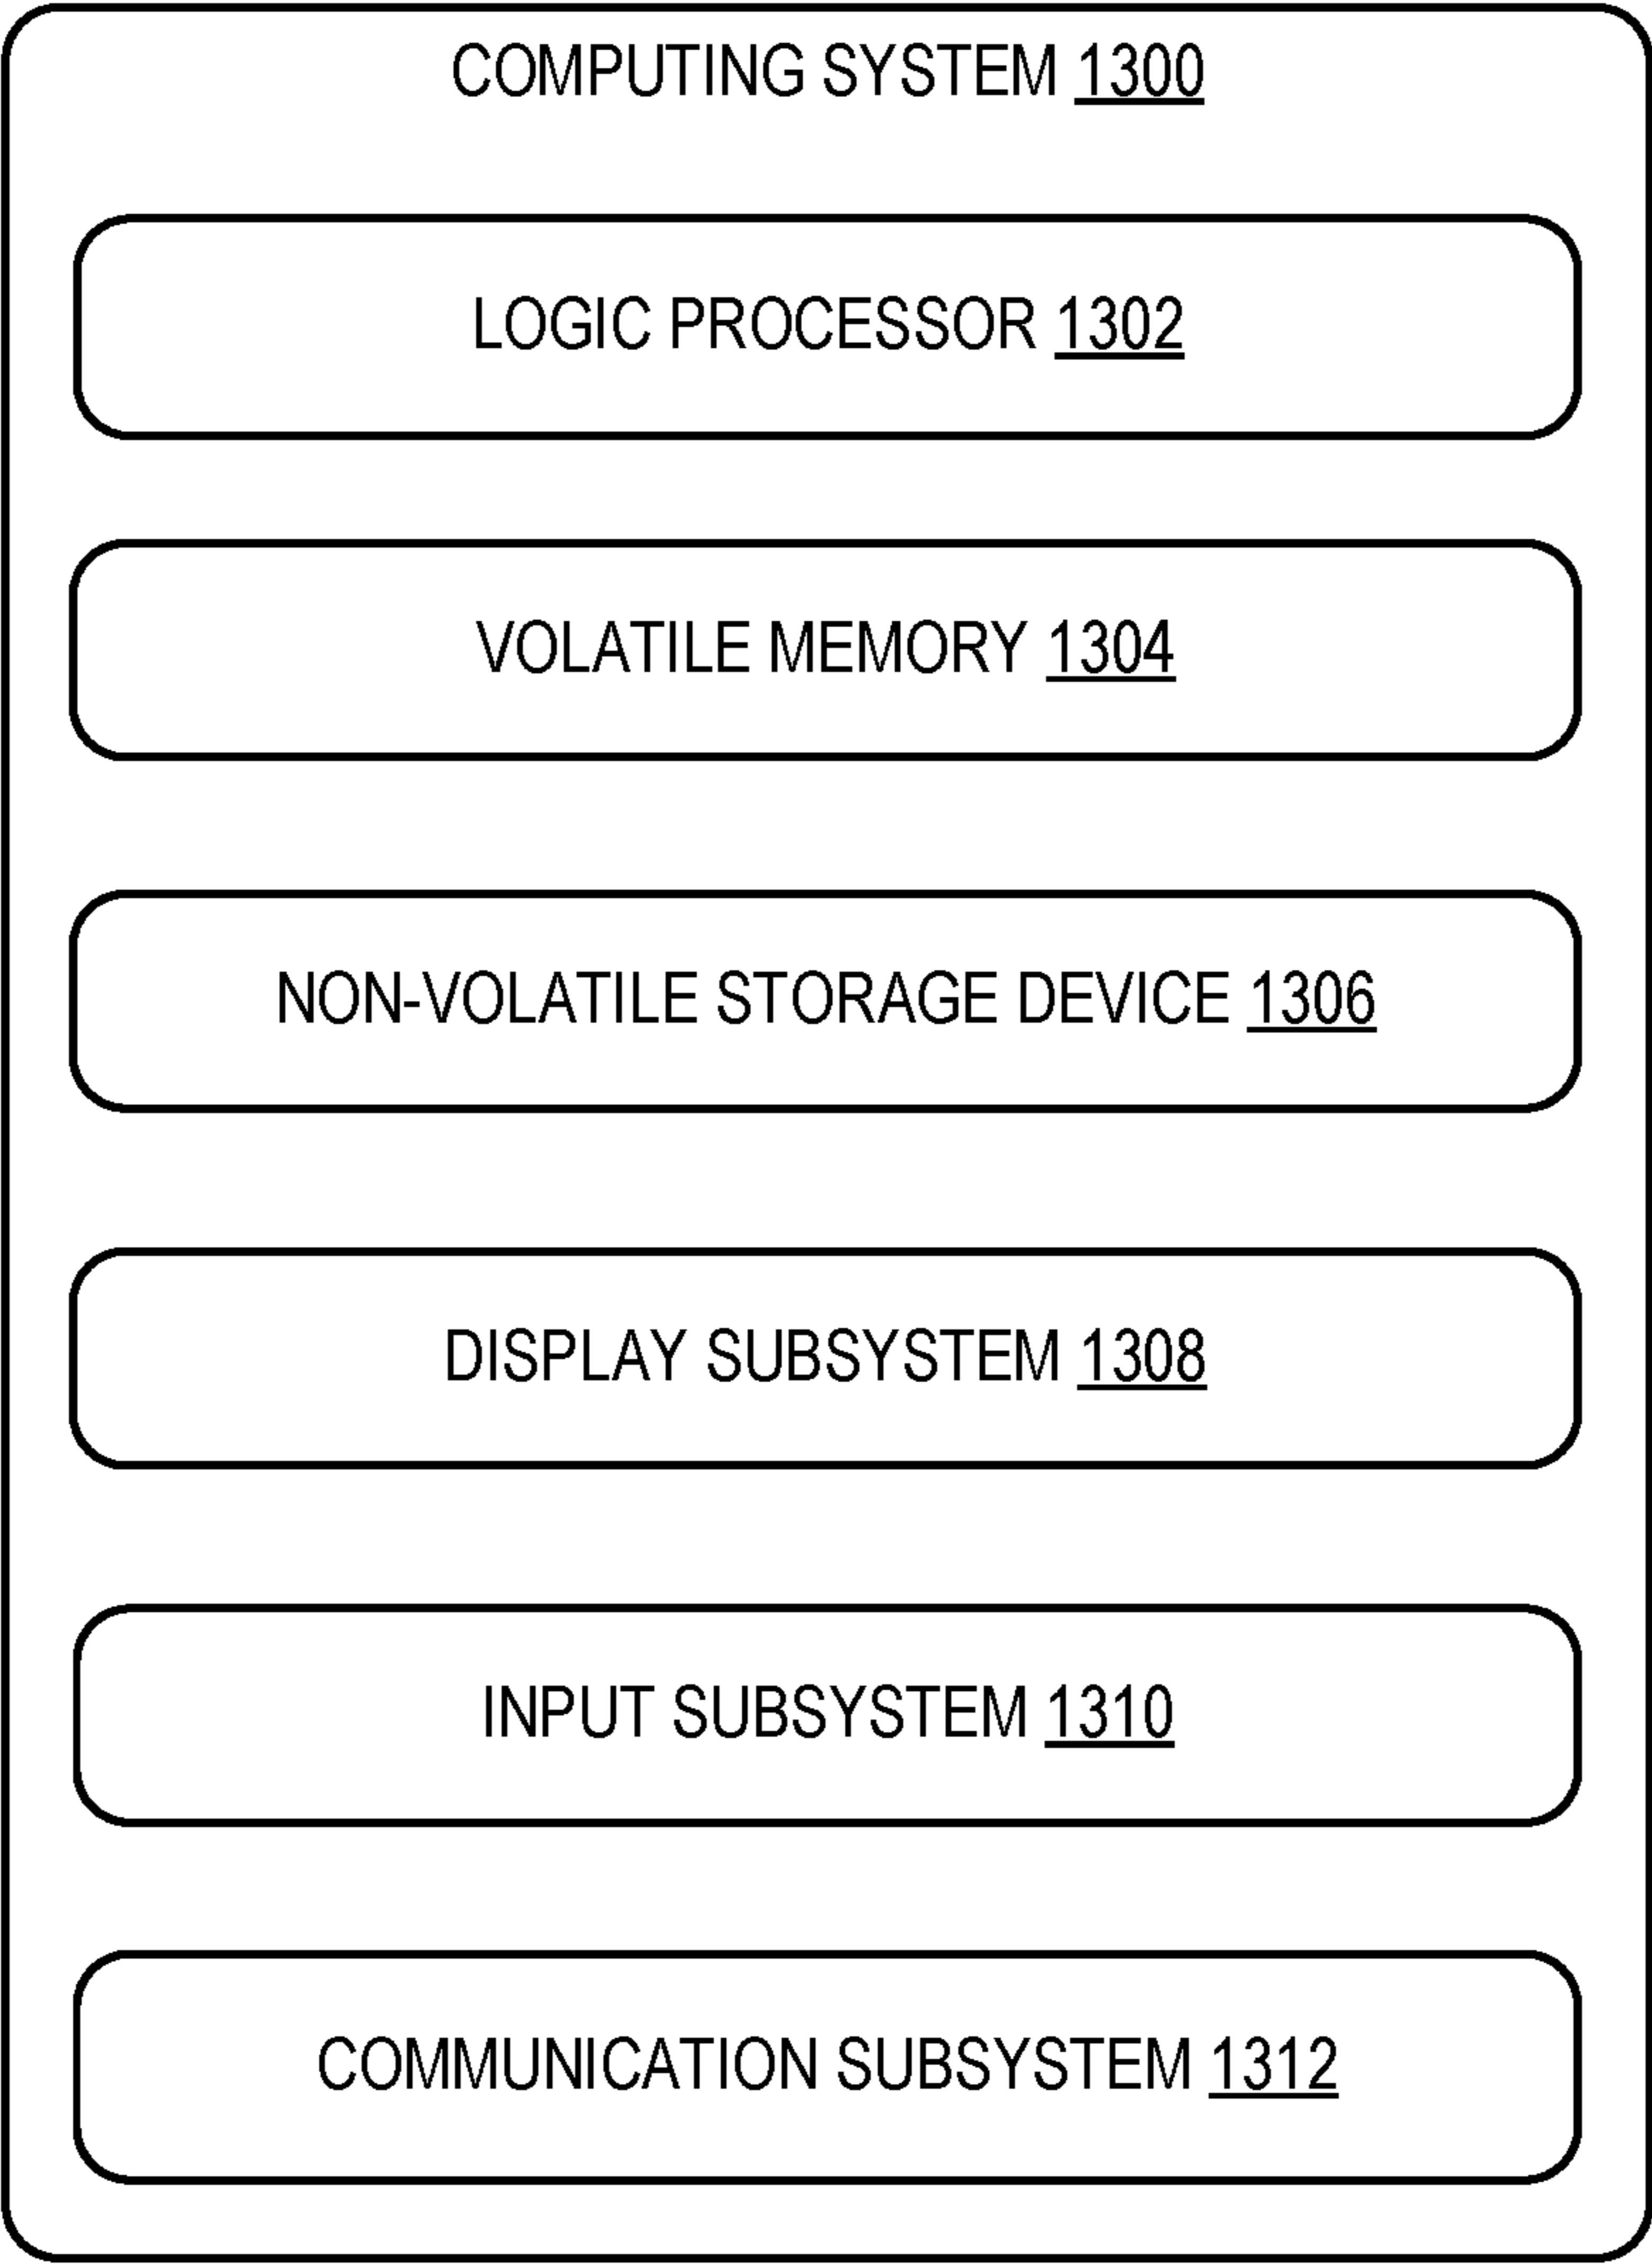 COMPUTING SYSTEM 1300
LOGIC PROCESSOR 1302
VOLATILE MEMORY 1304
NON-VOLATILE STORAGE DEVICE 1306
DISPLAY SUBSYSTEM 1308
INPUT SUBSYSTEM 1310
COMMUNICATION SUBSYSTEM 1312